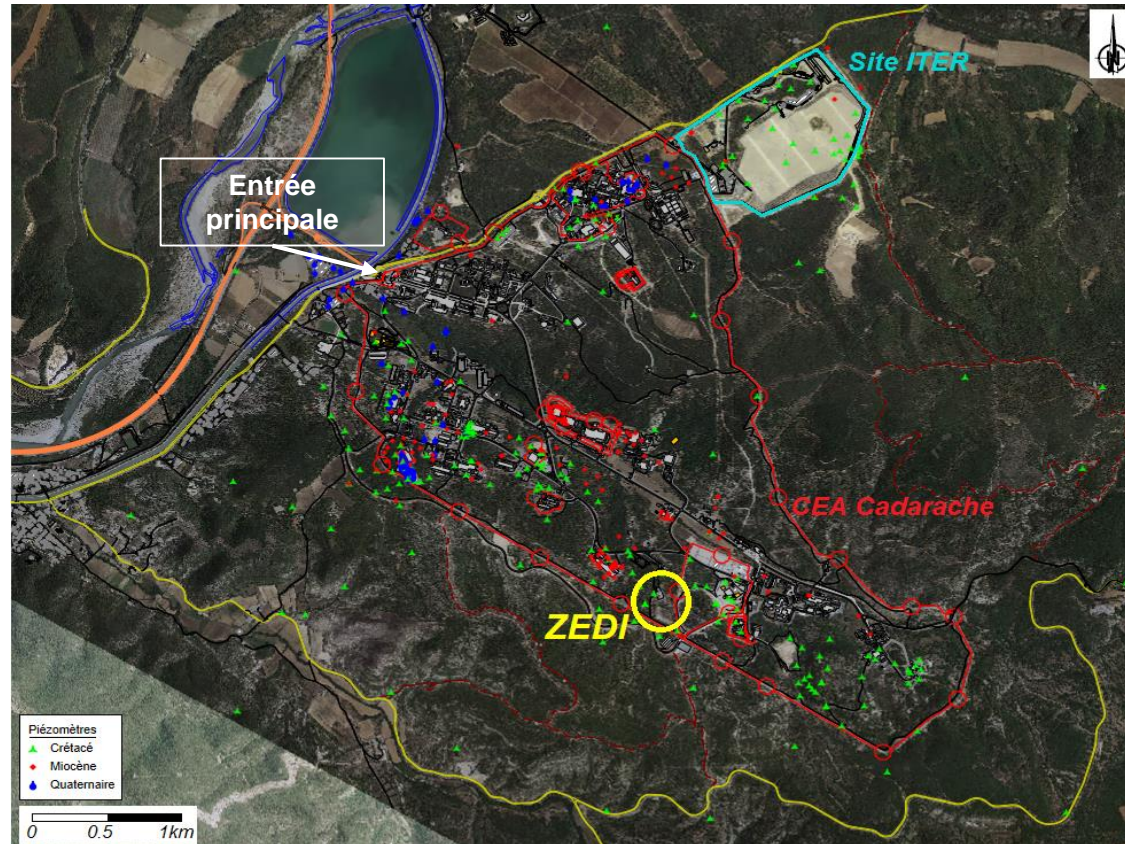 Site ITER
N
Entrée
principale
CEA Cadarache
ZEDI
Piézomètres
Crétacé
Miocène
Quaternaire
0 0.5 1km